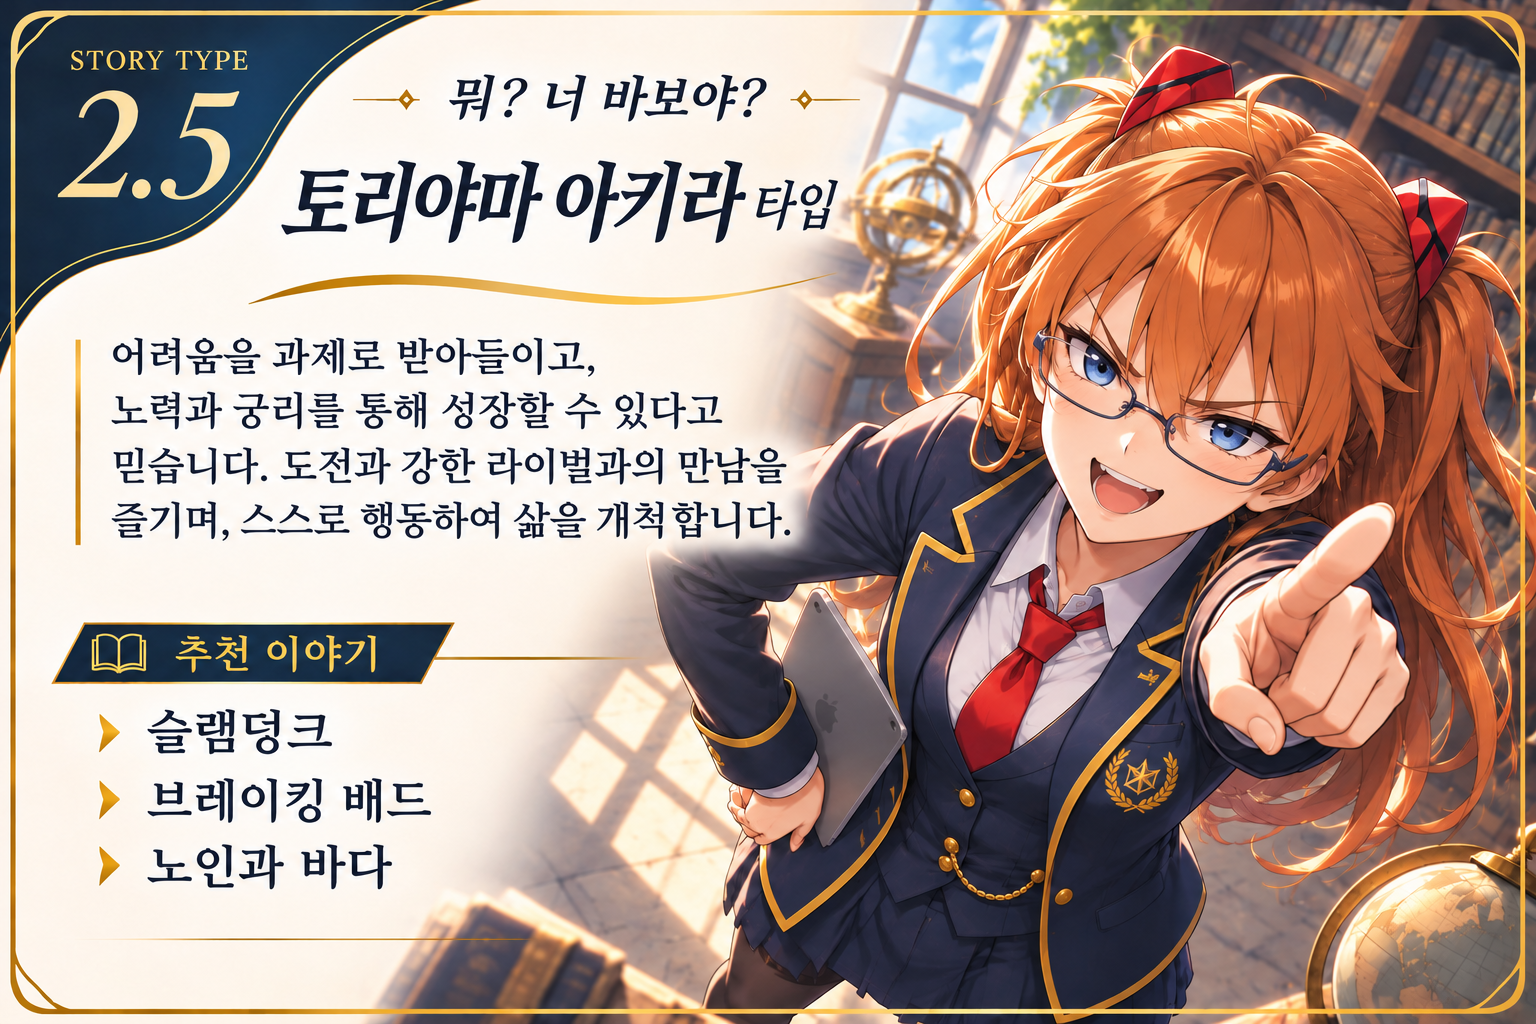 STORY TYPE
2.5
뭐? 너 바보야?
토리야마 아키라 타입
어려움을 과제로 받아들이고,
노력과 궁리를 통해 성장할 수 있다고
믿습니다. 도전과 강한 라이벌과의 만남을
즐기며, 스스로 행동하여 삶을 개척합니다.
추천 이야기
슬램덩크
브레이킹 배드
노인과 바다